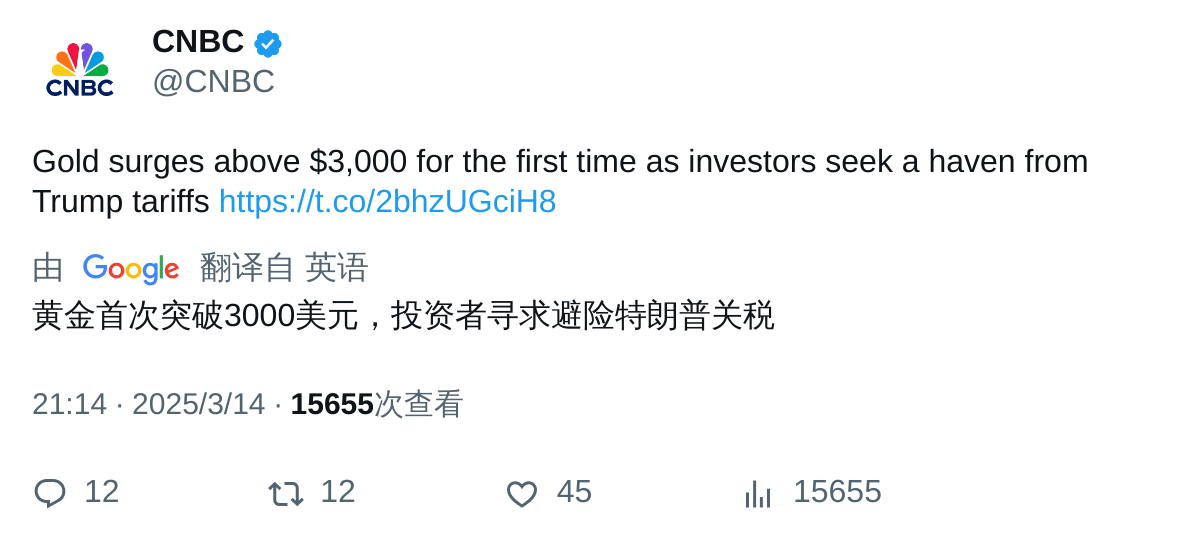 CNBC
CNBC
@CNBC
Gold surges above $3,000 for the first time as investors seek a haven from
Trump tariffs https://t.co/2bhzUGciH8
由 Google 翻译自 英语
黄金首次突破3000美元，投资者寻求避险特朗普关税
21:14 · 2025/3/14 · 15655次查看
12 12 45 15655